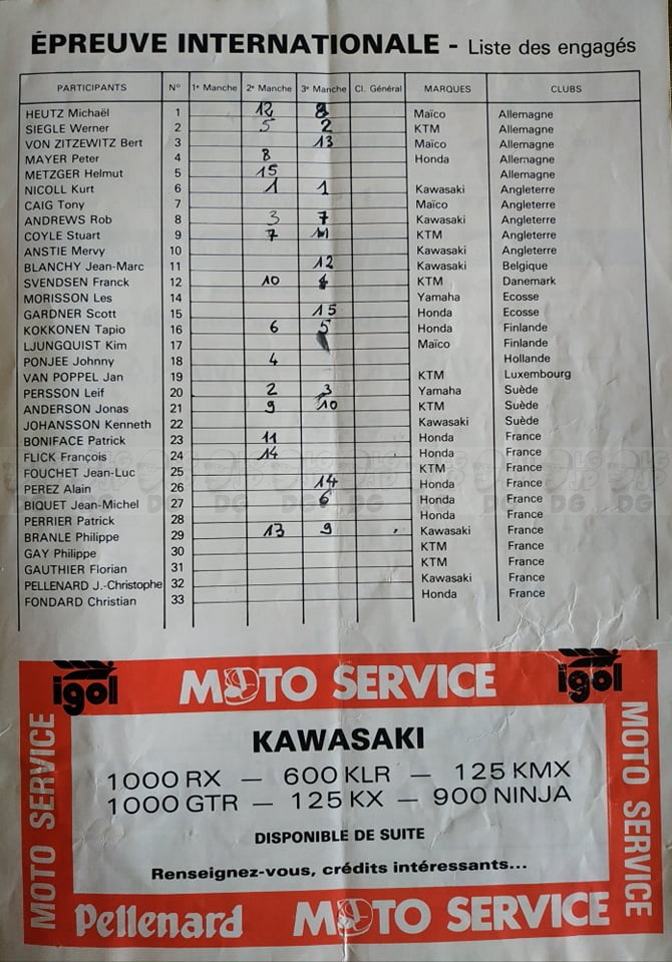 ÉPREUVE INTERNATIONALE - Liste des engagés
PARTICIPANTS N° 1e Manche 2e Manche 3e Manche Cl. Général MARQUES CLUBS
HEUTZ Michaël 1 12 8 Maïco Allemagne
SIEGLE Werner 2 5 2 KTM Allemagne
VON ZITZEWITZ Bert 3 13 Maïco Allemagne
MAYER Peter 4 8 Honda Allemagne
METZGER Helmut 5 15 Allemagne
NICOLL Kurt 6 1 1 Kawasaki Angleterre
CAIG Tony 7 Maïco Angleterre
ANDREWS Rob 8 3 7 Kawasaki Angleterre
COYLE Stuart 9 7 11 KTM Angleterre
ANSTIE Mervy 10 Kawasaki Angleterre
BLANCHY Jean-Marc 11 12 Kawasaki Belgique
SVENDSEN Franck 12 10 4 KTM Danemark
MORISSON Les 14 Yamaha Ecosse
GARDNER Scott 15 15 Honda Ecosse
KOKKONEN Tapio 16 6 5 Honda Finlande
LJUNGQUIST Kim 17 Maïco Finlande
PONJEE Johnny 18 4 Hollande
VAN POPPEL Jan 19 KTM Luxembourg
PERSSON Leif 20 2 3 Yamaha Suède
ANDERSON Jonas 21 9 10 KTM Suède
JOHANSSON Kenneth 22 Kawasaki Suède
BONIFACE Patrick 23 11 Honda France
FLICK François 24 14 Honda France
FOUCHET Jean-Luc 25 KTM France
PEREZ Alain 26 14 Honda France
BIQUET Jean-Michel 27 6 Honda France
PERRIER Patrick 28 Honda France
BRANLE Philippe 29 13 9 Kawasaki France
GAY Philippe 30 KTM France
GAUTHIER Florian 31 KTM France
PELLENARD J.-Christophe 32 Kawasaki France
FONDARD Christian 33 Honda France
igol MOTO SERVICE igol
MOTO SERVICE
MOTO SERVICE
KAWASAKI
1000 RX — 600 KLR — 125 KMX
1000 GTR — 125 KX — 900 NINJA
DISPONIBLE DE SUITE
Renseignez-vous, crédits intéressants...
Pellenard MOTO SERVICE